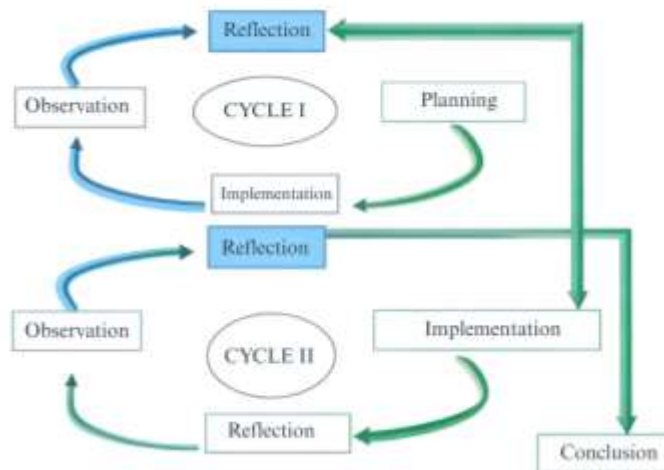 Reflection
Observation
CYCLE I
Planning
Implementation
Reflection
Observation
CYCLE II
Implementation
Reflection
Conclusion